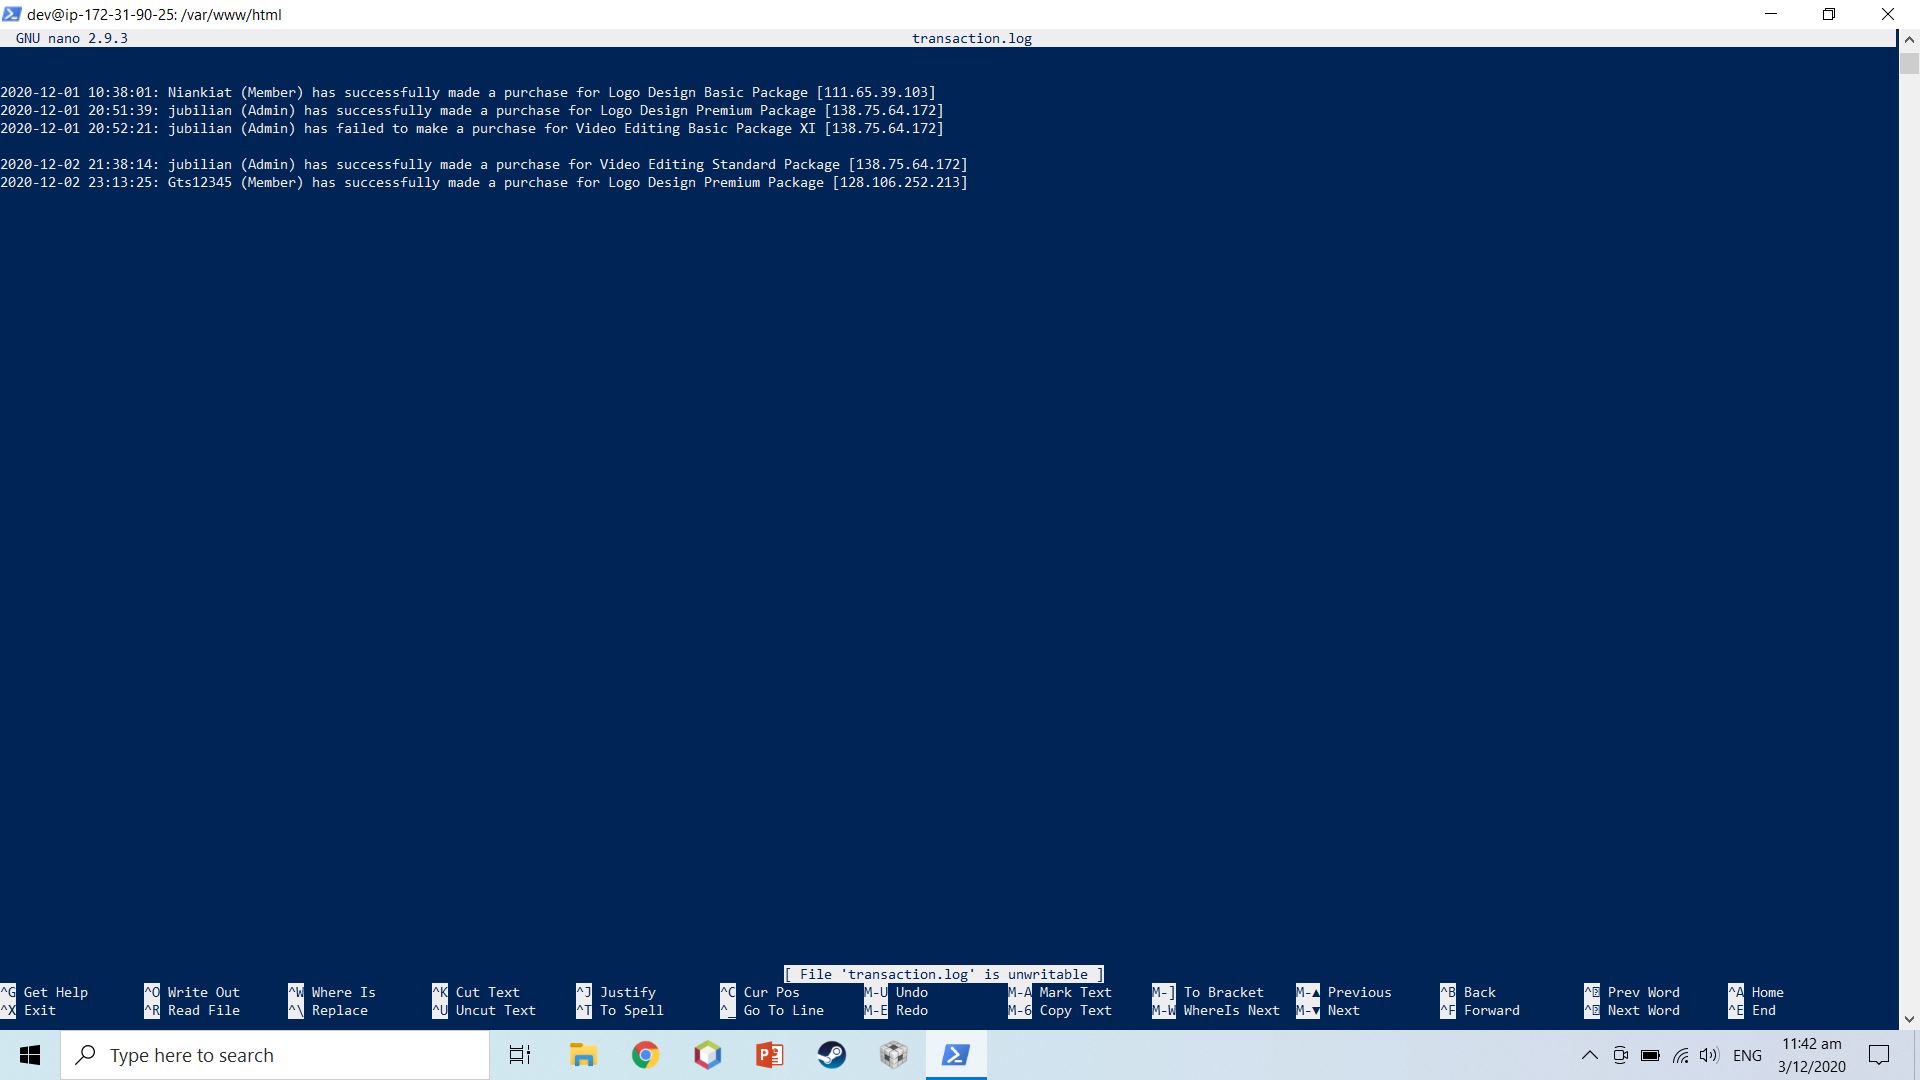 dev@ip-172-31-90-25: /var/www/html
GNU nano 2.9.3 transaction.log
2020-12-01 10:38:01: Niankiat (Member) has successfully made a purchase for Logo Design Basic Package [111.65.39.103]
2020-12-01 20:51:39: jubilian (Admin) has successfully made a purchase for Logo Design Premium Package [138.75.64.172]
2020-12-01 20:52:21: jubilian (Admin) has failed to make a purchase for Video Editing Basic Package XI [138.75.64.172]
2020-12-02 21:38:14: jubilian (Admin) has successfully made a purchase for Video Editing Standard Package [138.75.64.172]
2020-12-02 23:13:25: Gts12345 (Member) has successfully made a purchase for Logo Design Premium Package [128.106.252.213]
[ File 'transaction.log' is unwritable ]
^G Get Help ^O Write Out ^W Where Is ^K Cut Text ^J Justify ^C Cur Pos M-U Undo M-A Mark Text M-] To Bracket M-▲ Previous ^B Back ^ Prev Word ^A Home
^X Exit ^R Read File ^\ Replace ^U Uncut Text ^T To Spell ^_ Go To Line M-E Redo M-6 Copy Text M-W WhereIs Next M-▼ Next ^F Forward ^ Next Word ^E End
Type here to search
ENG
11:42 am
3/12/2020